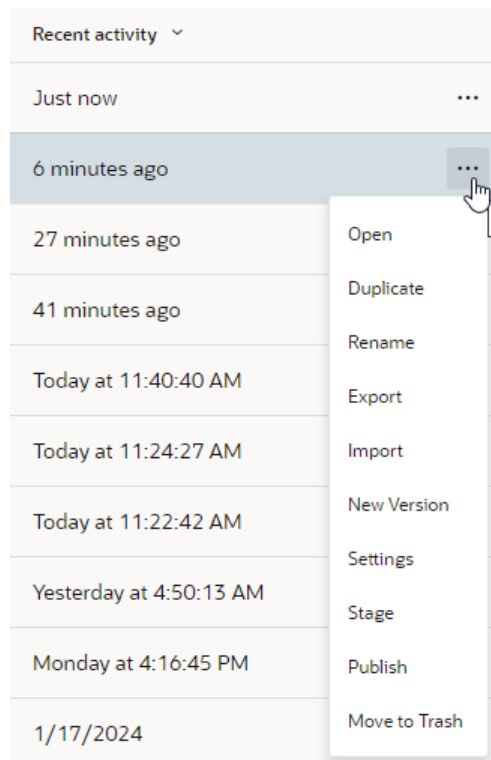 Recent activity
Just now
6 minutes ago
27 minutes ago
41 minutes ago
Today at 11:40:40 AM
Today at 11:24:27 AM
Today at 11:22:42 AM
Yesterday at 4:50:13 AM
Monday at 4:16:45 PM
1/17/2024
Open
Duplicate
Rename
Export
Import
New Version
Settings
Stage
Publish
Move to Trash